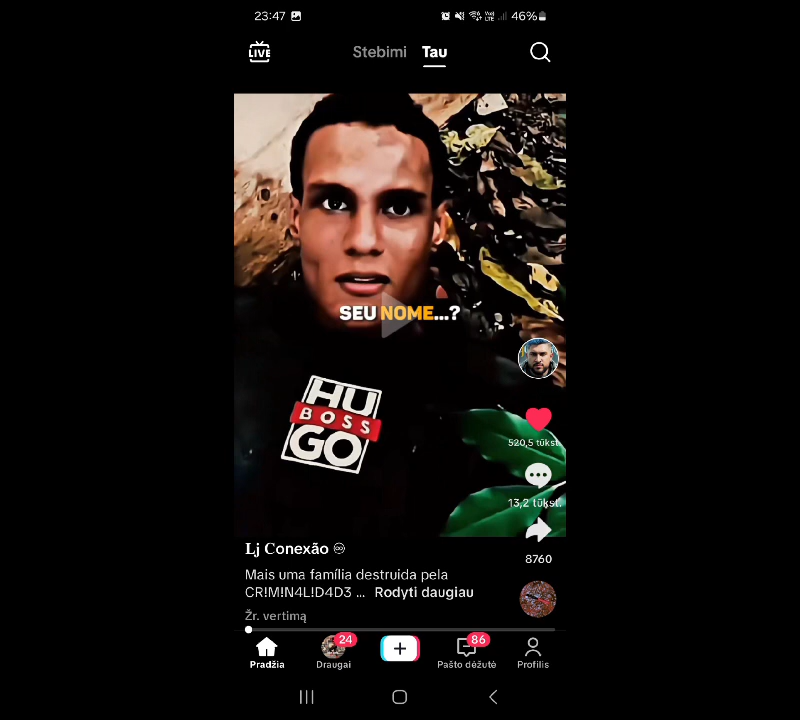 23:47
46%
LIVE
Stebimi Tau
SEU NOME...?
HU
BOSS
GO
520,5 tūkst.
13,2 tūkst.
8760
Lj Conexão ♾
Mais uma família destruida pela
CR!M!N4L!D4D3 ... Rodyti daugiau
Žr. vertimą
24
86
Pradžia
Draugai
Pašto dėžutė
Profilis